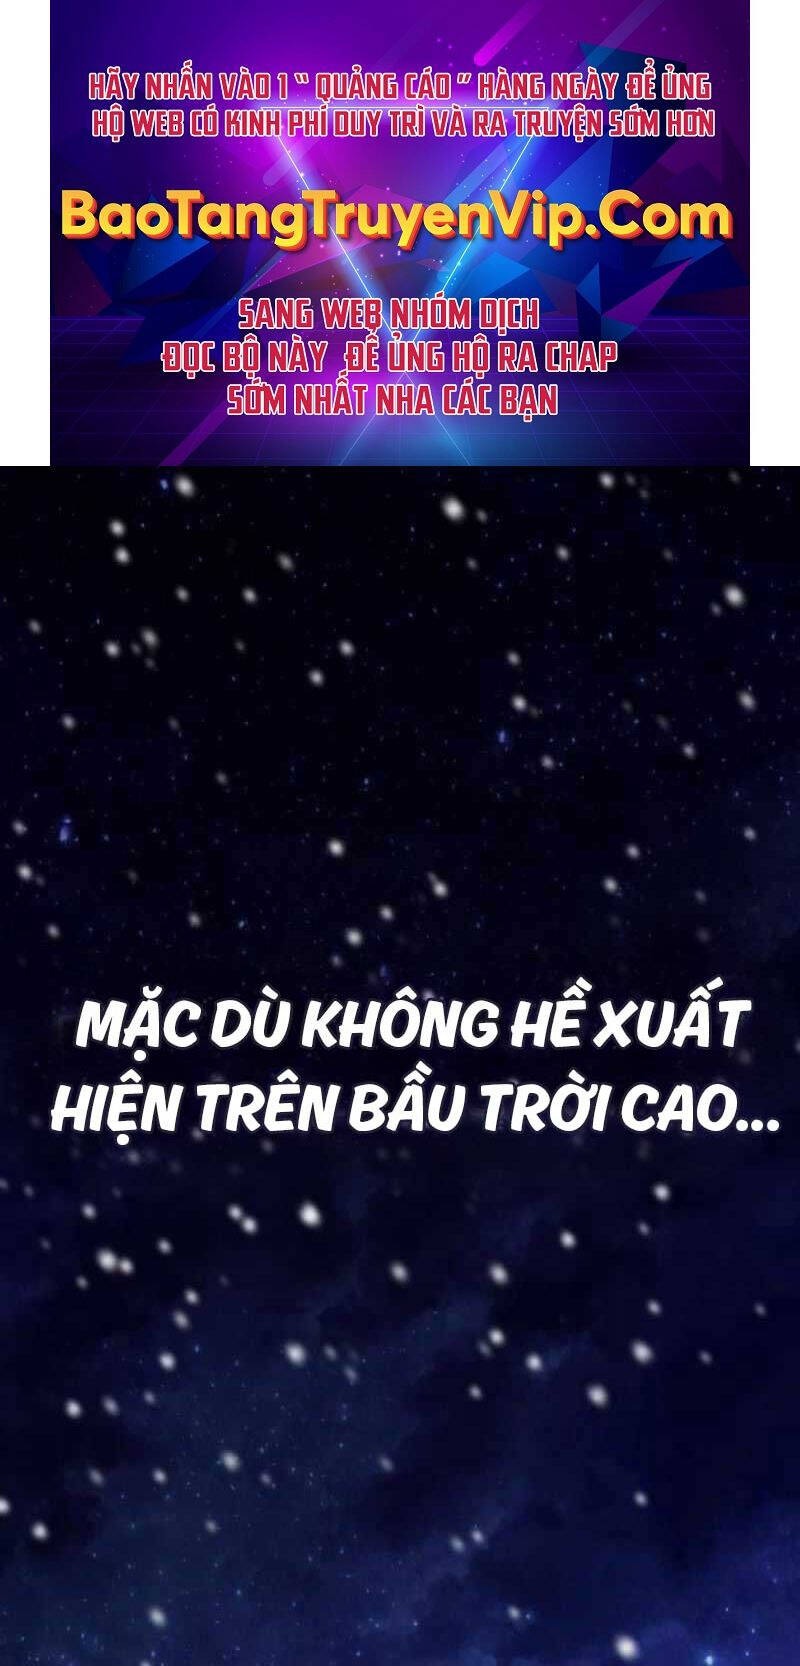 HÃY NHẤN VÀO 1 “ QUẢNG CÁO ” HÀNG NGÀY ĐỂ ỦNG
HỘ WEB CÓ KINH PHÍ DUY TRÌ VÀ RA TRUYỆN SỚM HƠN
BaoTangTruyenVip.Com
SANG WEB NHÓM DỊCH
ĐỌC BỘ NÀY ĐỂ ỦNG HỘ RA CHAP
SỚM NHẤT NHA CÁC BẠN
MẶC DÙ KHÔNG HỀ XUẤT
HIỆN TRÊN BẦU TRỜI CAO...